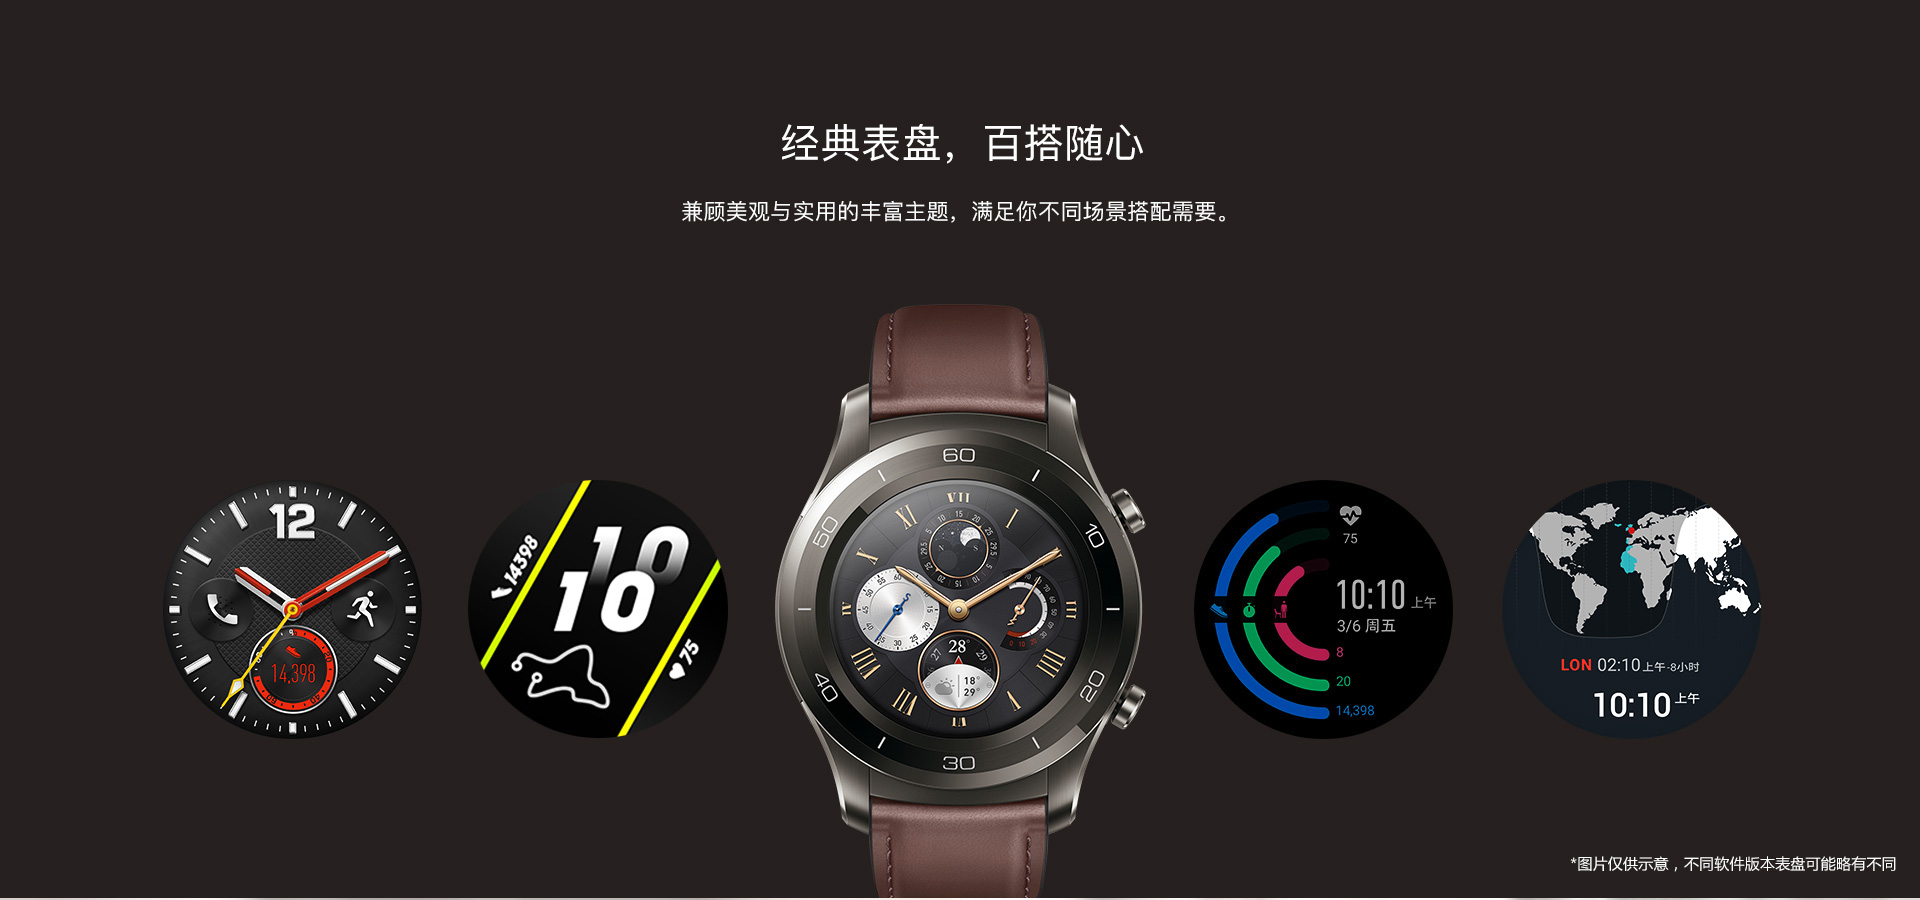 经典表盘，百搭随心
兼顾美观与实用的丰富主题，满足你不同场景搭配需要。
12
14,398
14398
10
10
75
60
10
20
30
40
50
VII
28
27
29
18°
29°
75
10:10 上午
3/6 周五
8
20
14,398
LON 02:10 上午-8小时
10:10 上午
*图片仅供示意，不同软件版本表盘可能略有不同